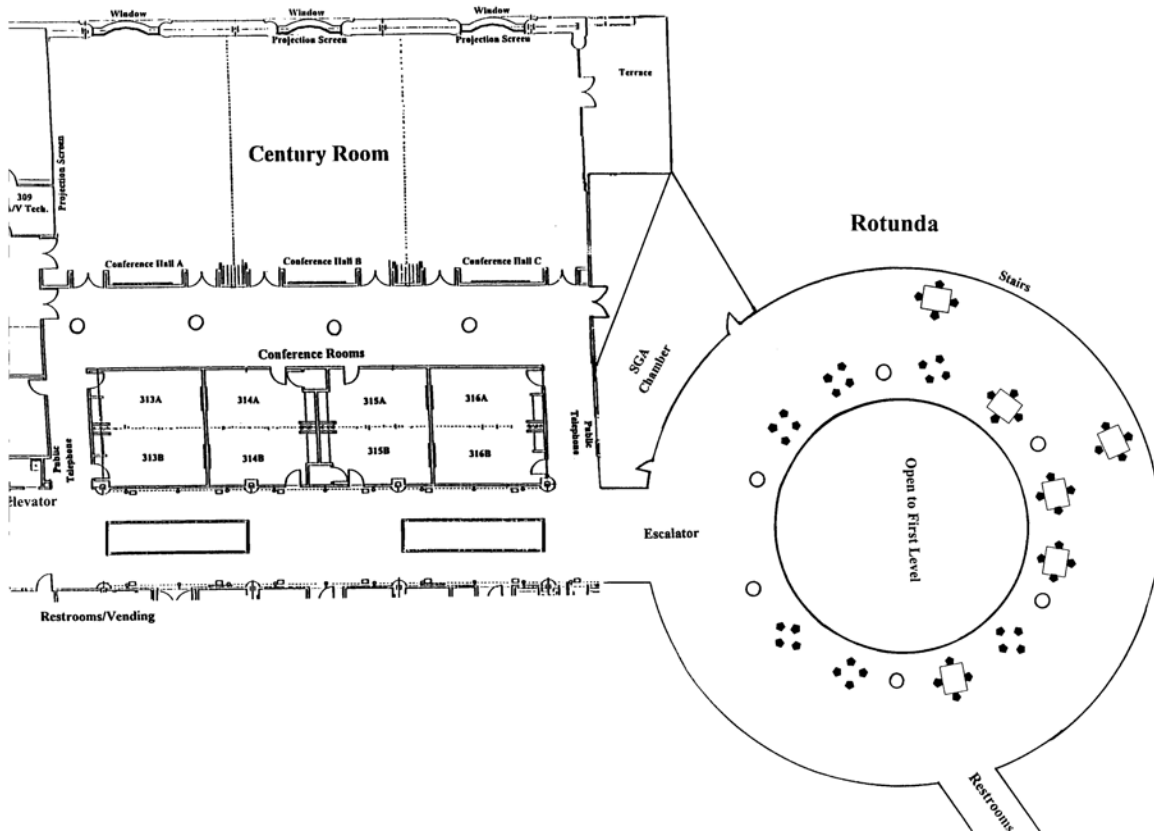 Window
Window
Window
Projection Screen
Projection Screen
Terrace
Projection Screen
Century Room
309
A/V Tech.
Rotunda
Conference Hall A
Conference Hall B
Conference Hall C
Stairs
Conference Rooms
SGA
Chamber
313A
314A
315A
316A
Public
Telephone
313B
314B
315B
316B
Public
Telephone
Open to First Level
Elevator
Escalator
Restrooms/Vending
Restrooms